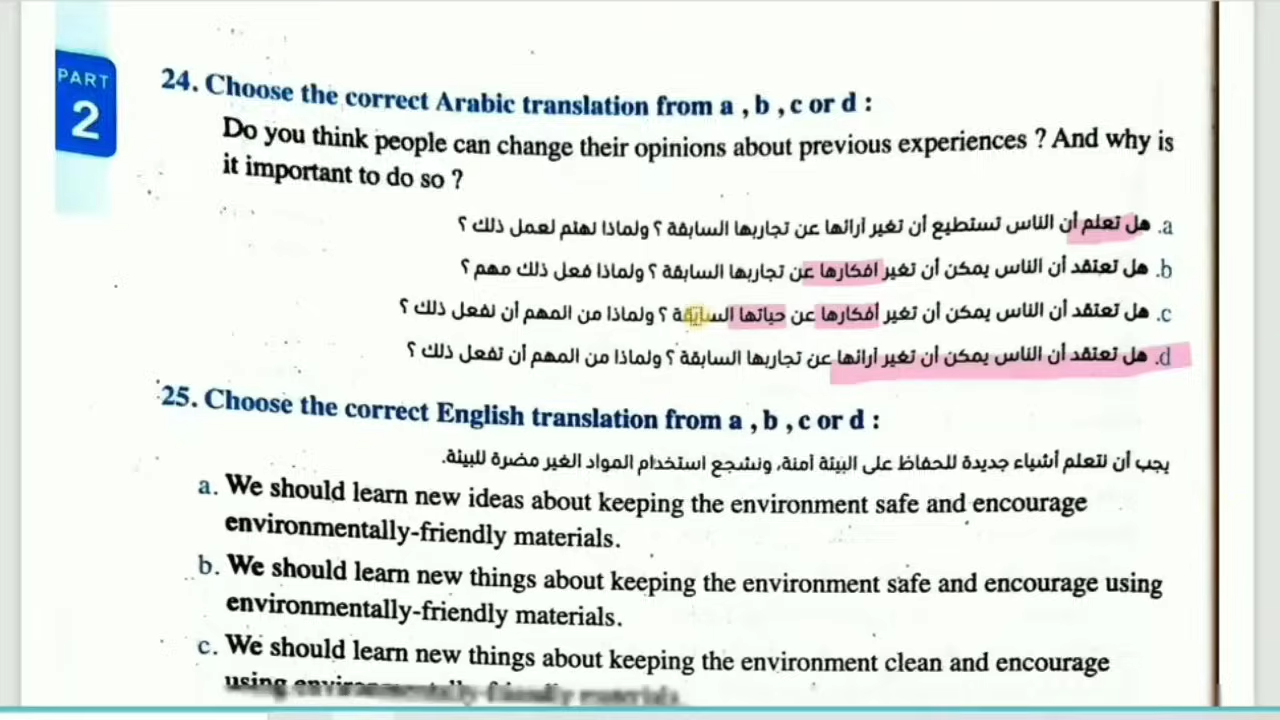 PART
2
24. Choose the correct Arabic translation from a , b , c or d :
Do you think people can change their opinions about previous experiences ? And why is
it important to do so ?
a. هل تعلم أن الناس تستطيع أن تغير آرائها عن تجاربها السابقة ؟ ولماذا نهتم لعمل ذلك ؟
b. هل تعتقد أن الناس يمكن أن تغير أفكارها عن تجاربها السابقة ؟ ولماذا فعل ذلك مهم ؟
c. هل تعتقد أن الناس يمكن أن تغير أفكارها عن حياتها السابقة ؟ ولماذا من المهم أن نفعل ذلك ؟
d. هل تعتقد أن الناس يمكن أن تغير آرائها عن تجاربها السابقة ؟ ولماذا من المهم أن تفعل ذلك ؟
25. Choose the correct English translation from a , b , c or d :
يجب أن نتعلم أشياء جديدة للحفاظ على البيئة آمنة، ونشجع استخدام المواد الغير مضرة للبيئة.
a. We should learn new ideas about keeping the environment safe and encourage
environmentally-friendly materials.
b. We should learn new things about keeping the environment safe and encourage using
environmentally-friendly materials.
c. We should learn new things about keeping the environment clean and encourage
using environmentally-friendly materials.